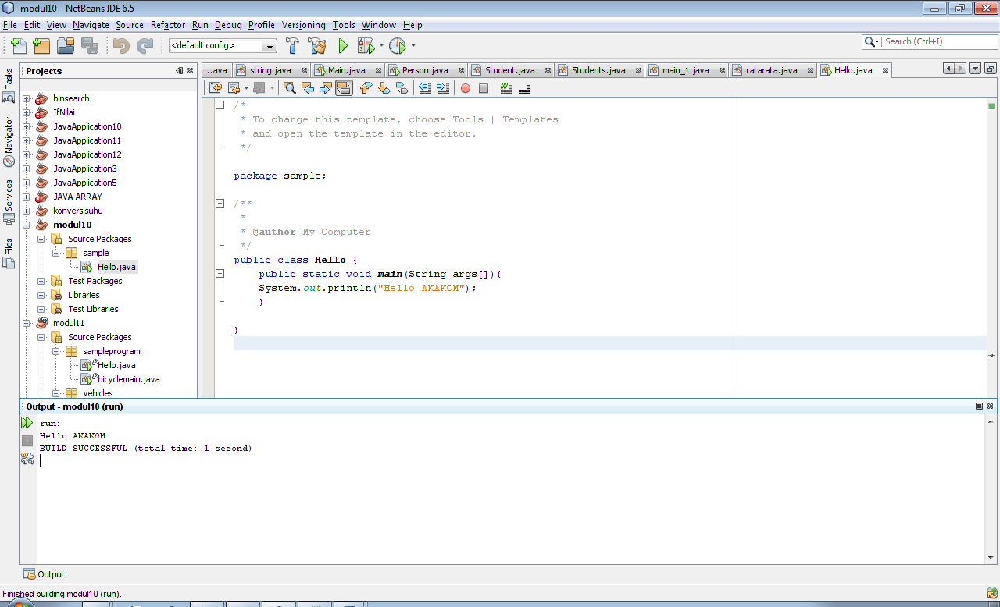 modul10 - NetBeans IDE 6.5
File Edit View Navigate Source Refactor Run Debug Profile Versioning Tools Window Help
<default config>
Search (Ctrl+I)
Tasks
Navigator
Services
Files
Projects
binsearch
IfNilai
JavaApplication10
JavaApplication11
JavaApplication12
JavaApplication3
JavaApplication5
JAVA ARRAY
konversisuhu
modul10
Source Packages
sample
Hello.java
Test Packages
Libraries
Test Libraries
modul11
Source Packages
sampleprogram
Hello.java
bicyclemain.java
vehicles
...ava string.java Main.java Person.java Student.java Students.java main_1.java ratarata.java Hello.java
/*
* To change this template, choose Tools | Templates
* and open the template in the editor.
*/
package sample;
/**
*
* @author My Computer
*/
public class Hello {
public static void main(String args[]){
System.out.println("Hello AKAKOM");
}
}
Output - modul10 (run)
run:
Hello AKAKOM
BUILD SUCCESSFUL (total time: 1 second)
Output
Finished building modul10 (run).